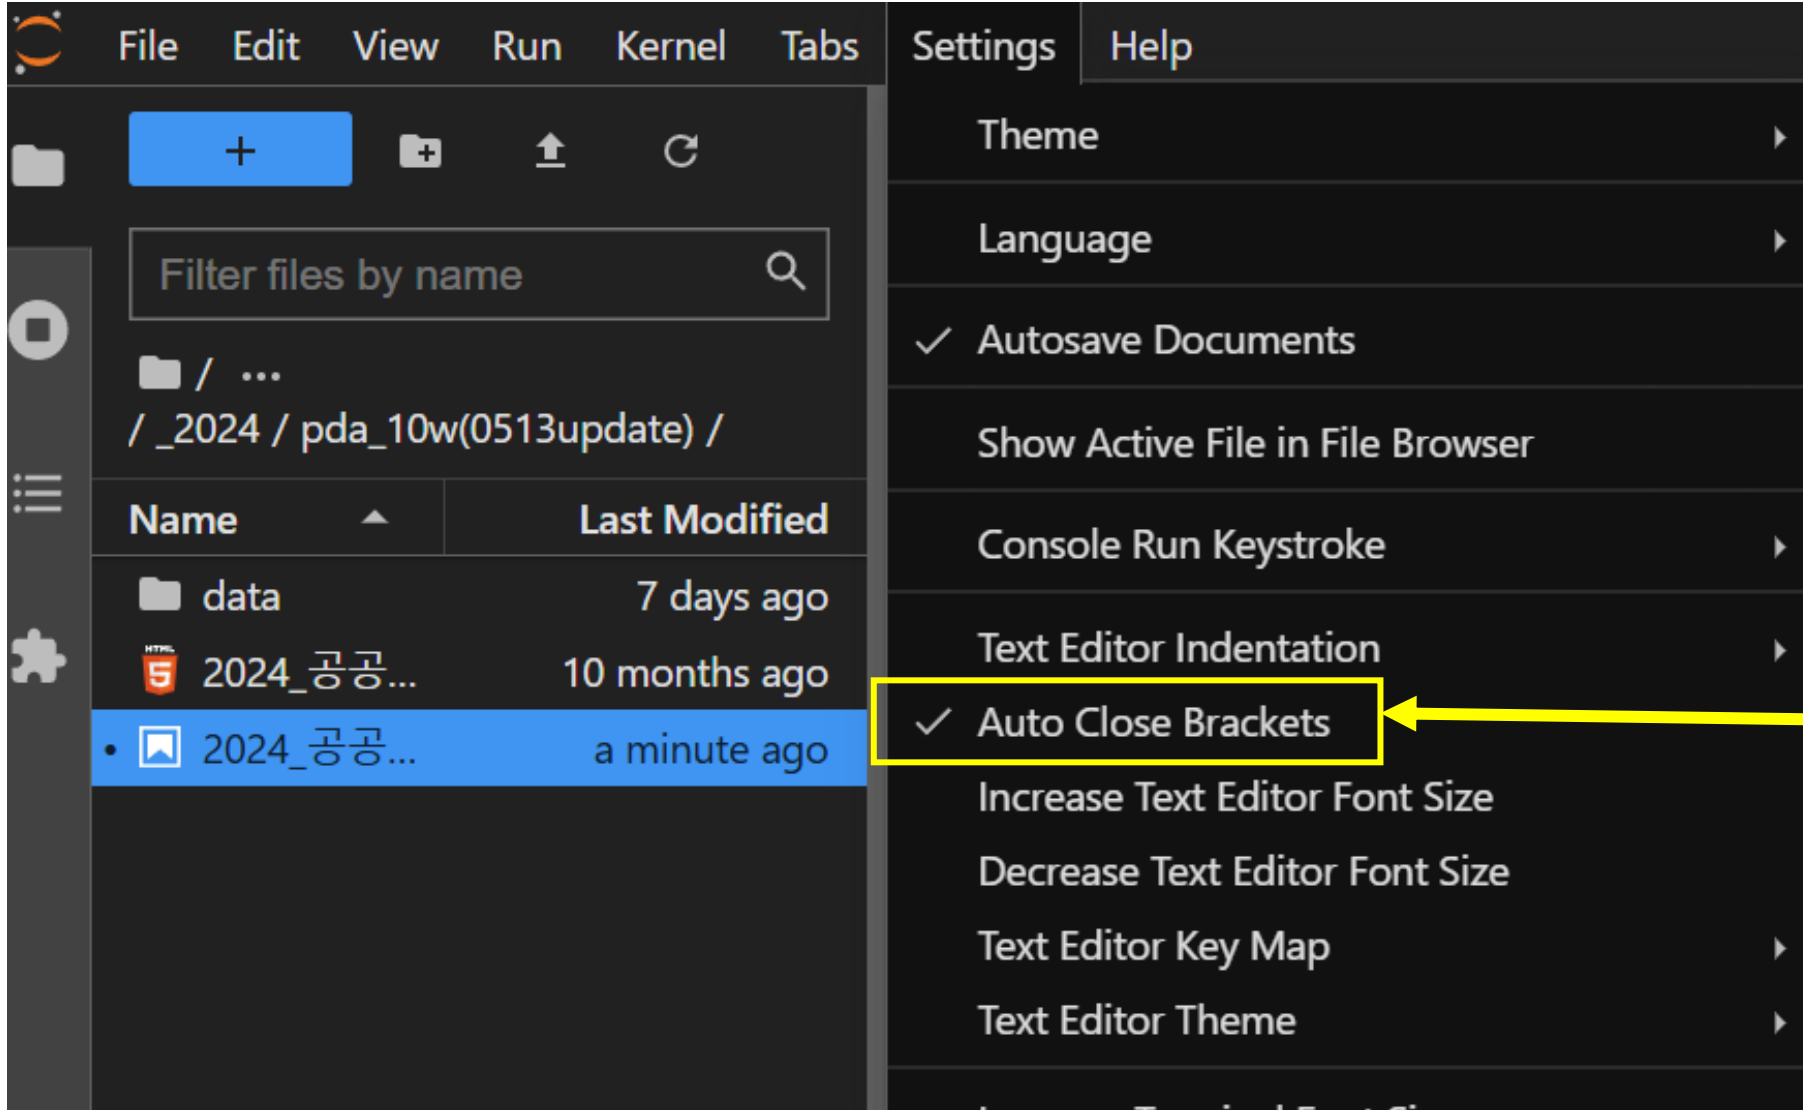 File Edit View Run Kernel Tabs Settings Help
+
Filter files by name
/ ...
/ _2024 / pda_10w(0513update) /
Name Last Modified
data 7 days ago
HTML 5 2024_공공... 10 months ago
• 2024_공공... a minute ago
Theme
Language
✓ Autosave Documents
Show Active File in File Browser
Console Run Keystroke
Text Editor Indentation
✓ Auto Close Brackets
Increase Text Editor Font Size
Decrease Text Editor Font Size
Text Editor Key Map
Text Editor Theme